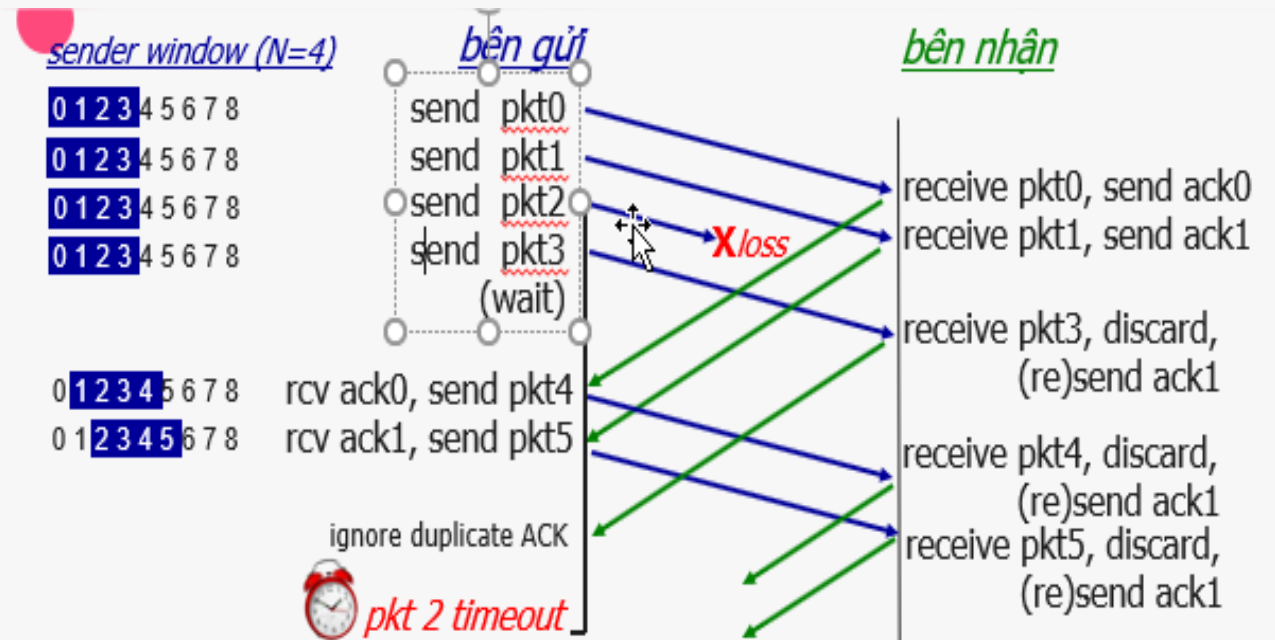 sender window (N=4)
bên gửi
bên nhận
0 1 2 3 4 5 6 7 8
send pkt0
0 1 2 3 4 5 6 7 8
send pkt1
0 1 2 3 4 5 6 7 8
send pkt2
0 1 2 3 4 5 6 7 8
send pkt3
(wait)
X loss
receive pkt0, send ack0
receive pkt1, send ack1
receive pkt3, discard,
(re)send ack1
0 1 2 3 4 5 6 7 8
rcv ack0, send pkt4
0 1 2 3 4 5 6 7 8
rcv ack1, send pkt5
receive pkt4, discard,
(re)send ack1
receive pkt5, discard,
(re)send ack1
ignore duplicate ACK
pkt 2 timeout